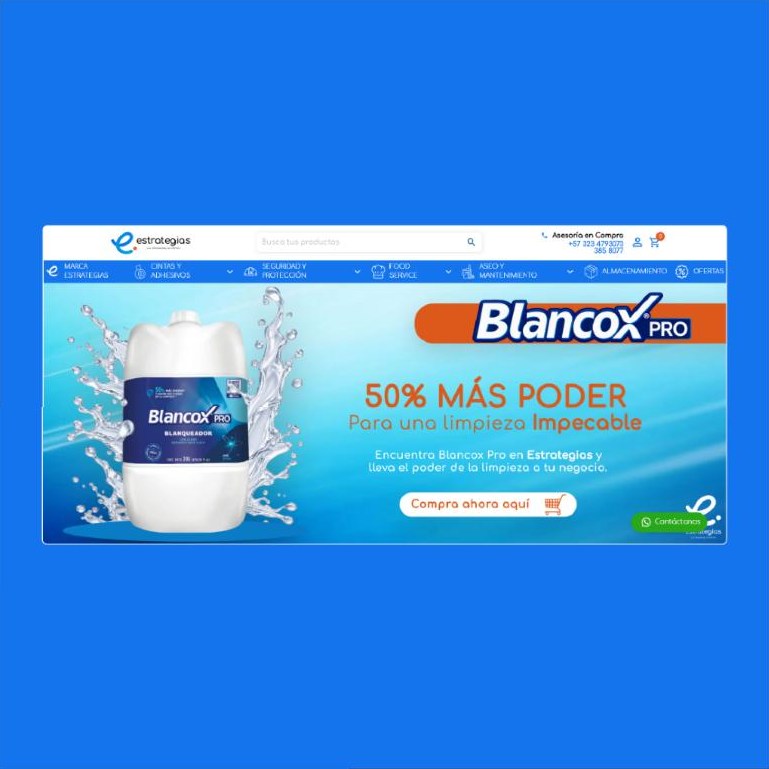 estrategias
Busca tus productos
Asesoría en Compra
+57 323 4793073
385 8077
0
MARCA
ESTRATEGIAS
CINTAS Y
ADHESIVOS
SEGURIDAD Y
PROTECCIÓN
FOOD
SERVICE
ASEO Y
MANTENIMIENTO
ALMACENAMIENTO
OFERTAS
BlancoX® PRO
50% MÁS PODER
Para una limpieza Impecable
Encuentra Blancox Pro en Estrategias y
lleva el poder de la limpieza a tu negocio.
Compra ahora aquí
BlancoX PRO
BLANQUEADOR
Contáctanos